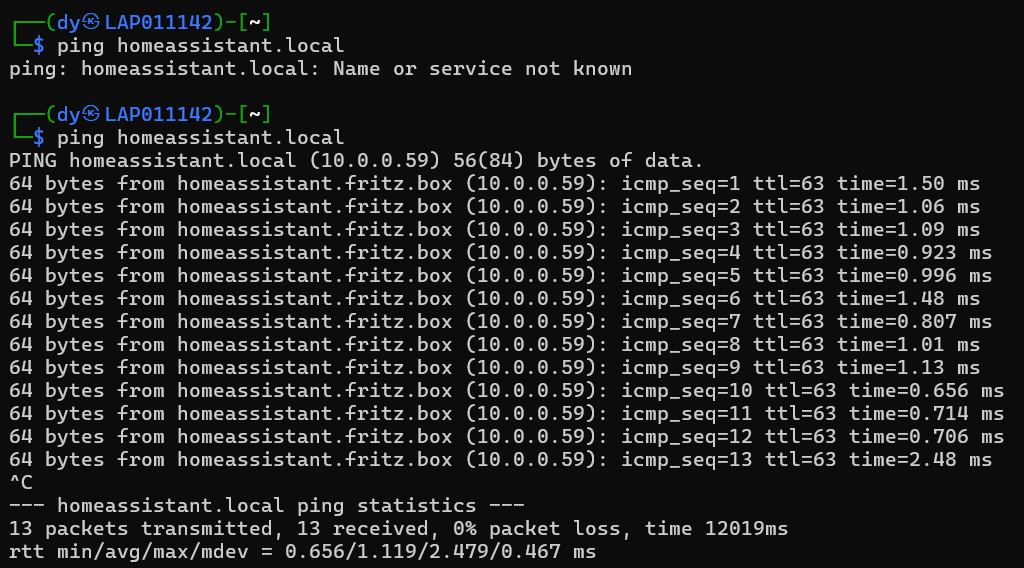 ┌──(dy㉿LAP011142)-[~]
└─$ ping homeassistant.local
ping: homeassistant.local: Name or service not known
┌──(dy㉿LAP011142)-[~]
└─$ ping homeassistant.local
PING homeassistant.local (10.0.0.59) 56(84) bytes of data.
64 bytes from homeassistant.fritz.box (10.0.0.59): icmp_seq=1 ttl=63 time=1.50 ms
64 bytes from homeassistant.fritz.box (10.0.0.59): icmp_seq=2 ttl=63 time=1.06 ms
64 bytes from homeassistant.fritz.box (10.0.0.59): icmp_seq=3 ttl=63 time=1.09 ms
64 bytes from homeassistant.fritz.box (10.0.0.59): icmp_seq=4 ttl=63 time=0.923 ms
64 bytes from homeassistant.fritz.box (10.0.0.59): icmp_seq=5 ttl=63 time=0.996 ms
64 bytes from homeassistant.fritz.box (10.0.0.59): icmp_seq=6 ttl=63 time=1.48 ms
64 bytes from homeassistant.fritz.box (10.0.0.59): icmp_seq=7 ttl=63 time=0.807 ms
64 bytes from homeassistant.fritz.box (10.0.0.59): icmp_seq=8 ttl=63 time=1.01 ms
64 bytes from homeassistant.fritz.box (10.0.0.59): icmp_seq=9 ttl=63 time=1.13 ms
64 bytes from homeassistant.fritz.box (10.0.0.59): icmp_seq=10 ttl=63 time=0.656 ms
64 bytes from homeassistant.fritz.box (10.0.0.59): icmp_seq=11 ttl=63 time=0.714 ms
64 bytes from homeassistant.fritz.box (10.0.0.59): icmp_seq=12 ttl=63 time=0.706 ms
64 bytes from homeassistant.fritz.box (10.0.0.59): icmp_seq=13 ttl=63 time=2.48 ms
^C
--- homeassistant.local ping statistics ---
13 packets transmitted, 13 received, 0% packet loss, time 12019ms
rtt min/avg/max/mdev = 0.656/1.119/2.479/0.467 ms